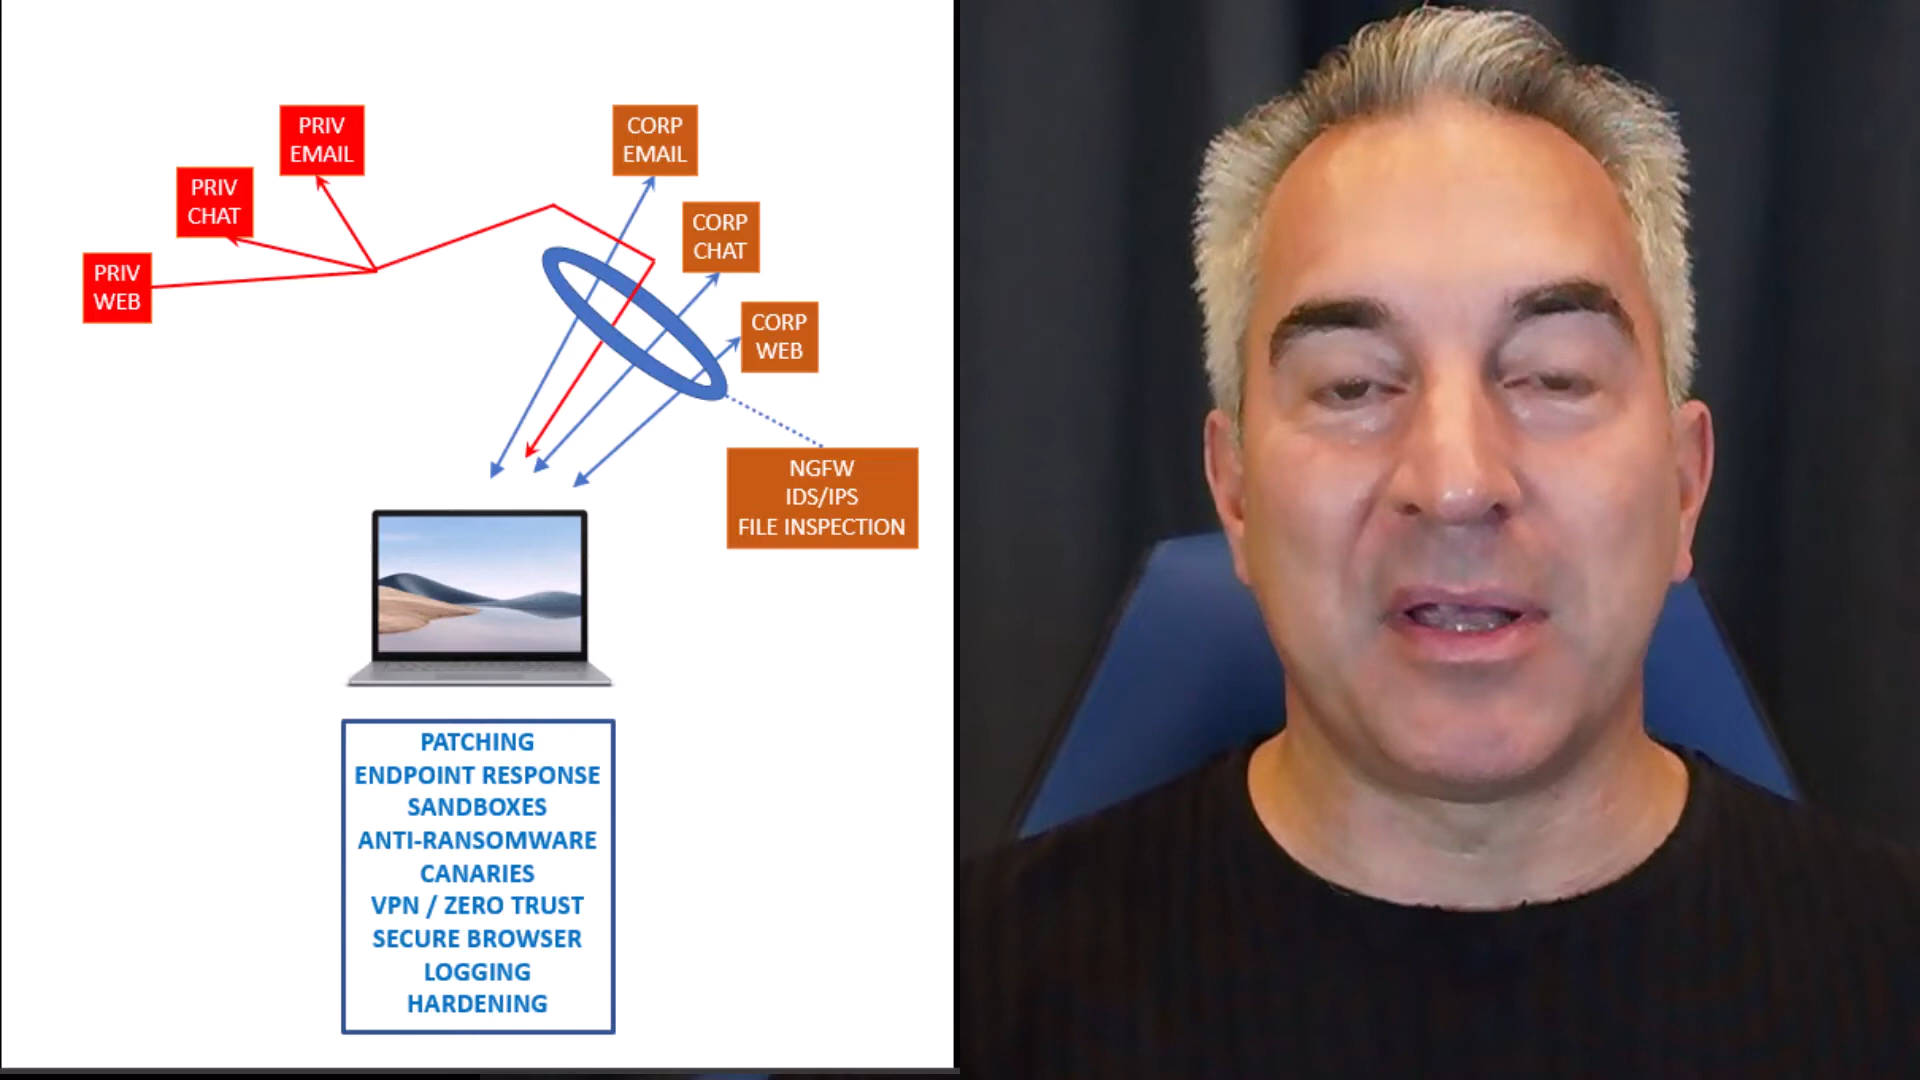 PRIV
EMAIL
PRIV
CHAT
PRIV
WEB
CORP
EMAIL
CORP
CHAT
CORP
WEB
NGFW
IDS/IPS
FILE INSPECTION
PATCHING
ENDPOINT RESPONSE
SANDBOXES
ANTI-RANSOMWARE
CANARIES
VPN / ZERO TRUST
SECURE BROWSER
LOGGING
HARDENING